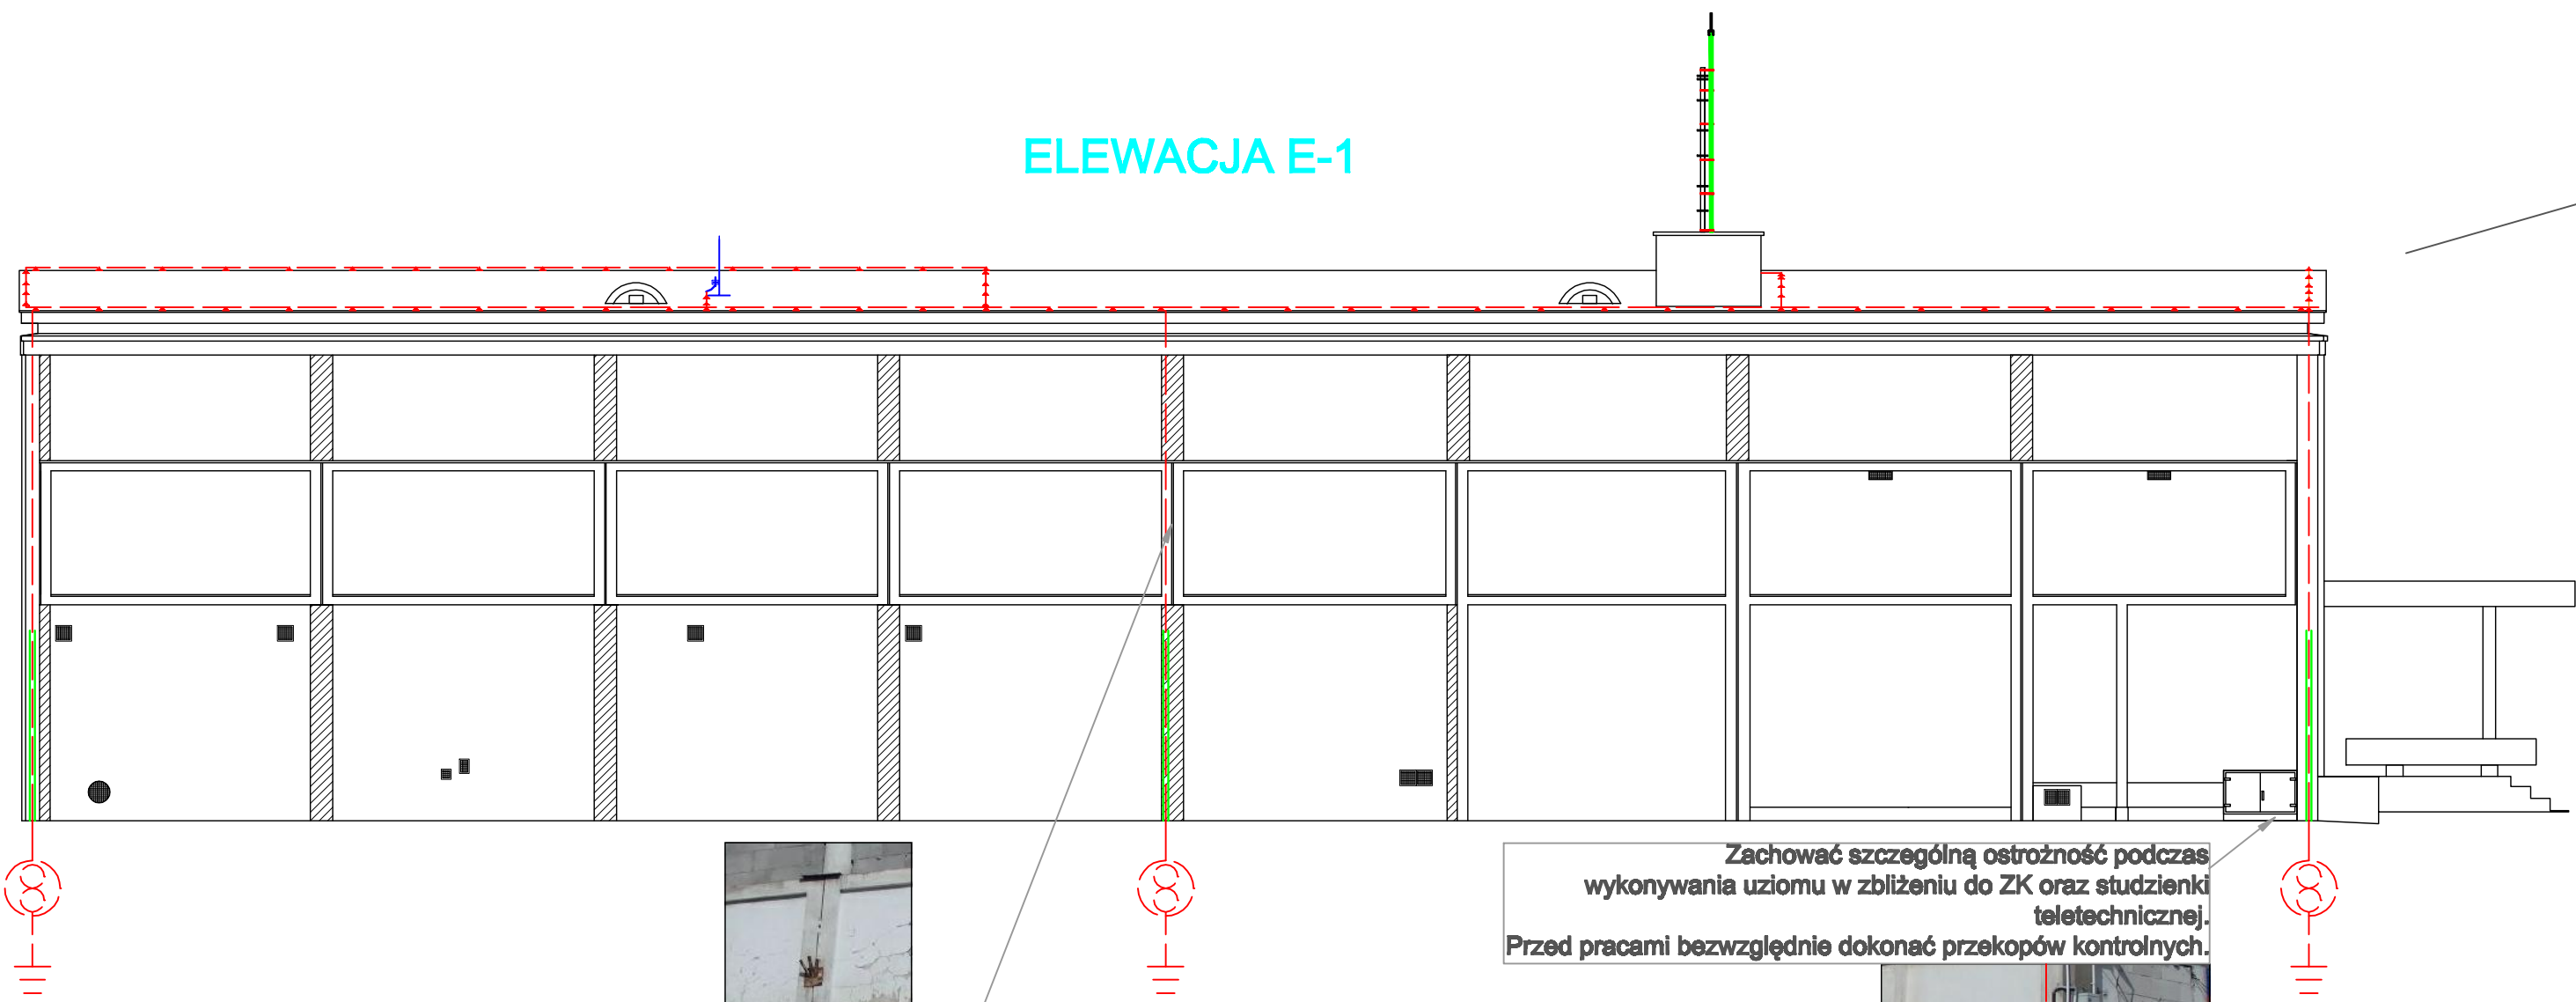 ELEWACJA E-1
Zachować szczególną ostrożność podczas
wykonywania uziomu w zbliżeniu do ZK oraz studzienki
teletechnicznej.
Przed pracami bezwzględnie dokonać przekopów kontrolnych.